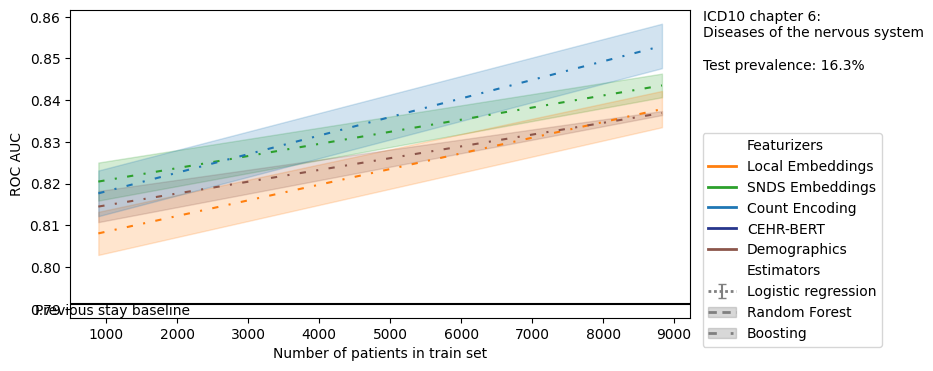 0.86
0.85
0.84
0.83
0.82
0.81
0.80
0.79
ROC AUC
Previous stay baseline
1000 2000 3000 4000 5000 6000 7000 8000 9000
Number of patients in train set
ICD10 chapter 6:
Diseases of the nervous system
Test prevalence: 16.3%
Featurizers
Local Embeddings
SNDS Embeddings
Count Encoding
CEHR-BERT
Demographics
Estimators
Logistic regression
Random Forest
Boosting